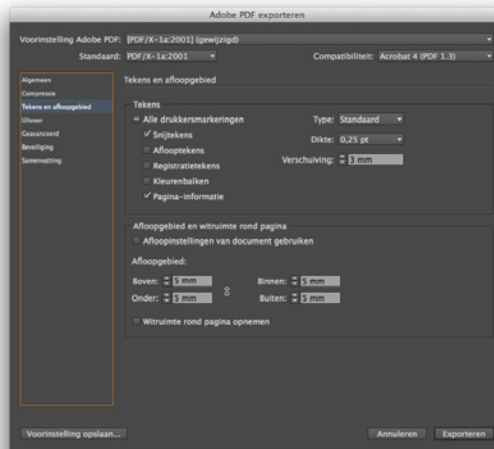 Adobe PDF exporteren
Voorinstelling Adobe PDF: [PDF/X-1a:2001] (gewijzigd)
Standaard: PDF/X-1a:2001 Compatibiliteit: Acrobat 4 (PDF 1.3)
Algemeen
Compressie
Tekens en afloopgebied
Uitvoer
Geavanceerd
Beveiliging
Samenvatting
Tekens en afloopgebied
Tekens
Alle drukkersmarkeringen Type: Standaard
Snijtekens Dikte: 0,25 pt
Aflooptekens Verschuiving: 3 mm
Registratietekens
Kleurenbalken
Pagina-informatie
Afloopgebied en witruimte rond pagina
Afloopinstellingen van document gebruiken
Afloopgebied:
Boven: 5 mm Binnen: 5 mm
Onder: 5 mm Buiten: 5 mm
Witruimte rond pagina opnemen
Voorinstelling opslaan... Annuleren Exporteren